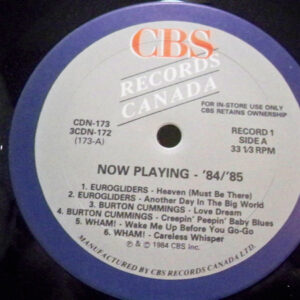 CBS
RECORDS
CANADA
CDN-173
3CDN-172
(173-A)
FOR IN-STORE USE ONLY
CBS RETAINS OWNERSHIP
RECORD 1
SIDE A
33 1/3 RPM
NOW PLAYING - '84/'85
1. EUROGLIDERS - Heeven (Must Be There)
2. EUROGLIDERS - Another Day In The Big World
3. BURTON CUMMINGS - Love Dream
4. BURTON CUMMINGS - Creepin' Peepin' Baby Blues
5. WHAM! - Wake Me Up Before You Go-Go
6. WHAM! - Careless Whisper
℗ & © 1984 CBS Inc.
MANUFACTURED BY CBS RECORDS CANADA LTD.